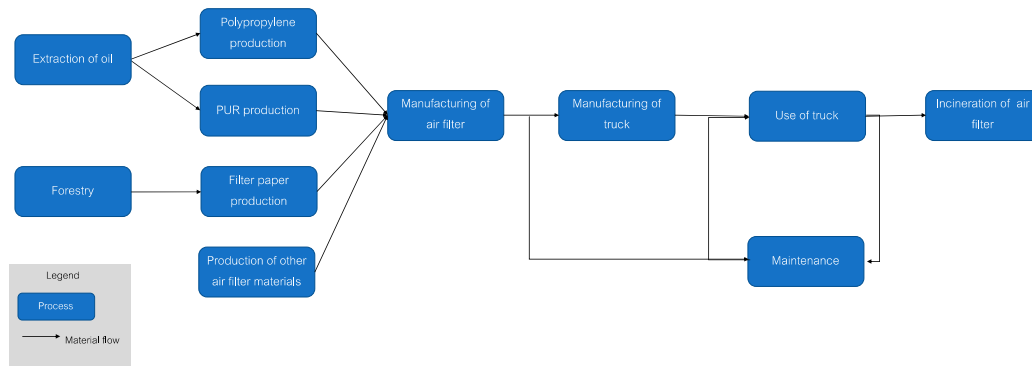 Polypropylene
production
Extraction of oil
PUR production
Manufacturing of
air filter
Manufacturing of
truck
Use of truck
Incineration of air
filter
Forestry
Filter paper
production
Production of other
air filter materials
Maintenance
Legend
Process
Material flow